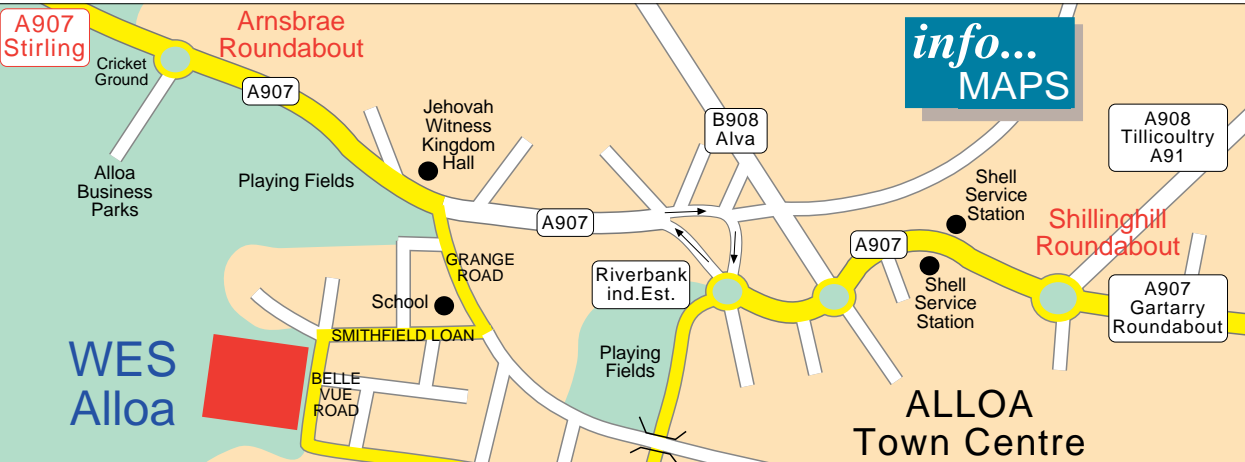 A907
Stirling
Arnsbrae
Roundabout
info...
MAPS
Cricket
Ground
A907
Jehovah
Witness
Kingdom
Hall
B908
Alva
A908
Tillicoultry
A91
Alloa
Business
Parks
Playing Fields
Shell
Service
Station
Shillinghill
Roundabout
A907
A907
GRANGE
ROAD
Riverbank
ind.Est.
Shell
Service
Station
A907
Gartarry
Roundabout
School
SMITHFIELD LOAN
WES
Alloa
BELLE
VUE
ROAD
Playing
Fields
ALLOA
Town Centre